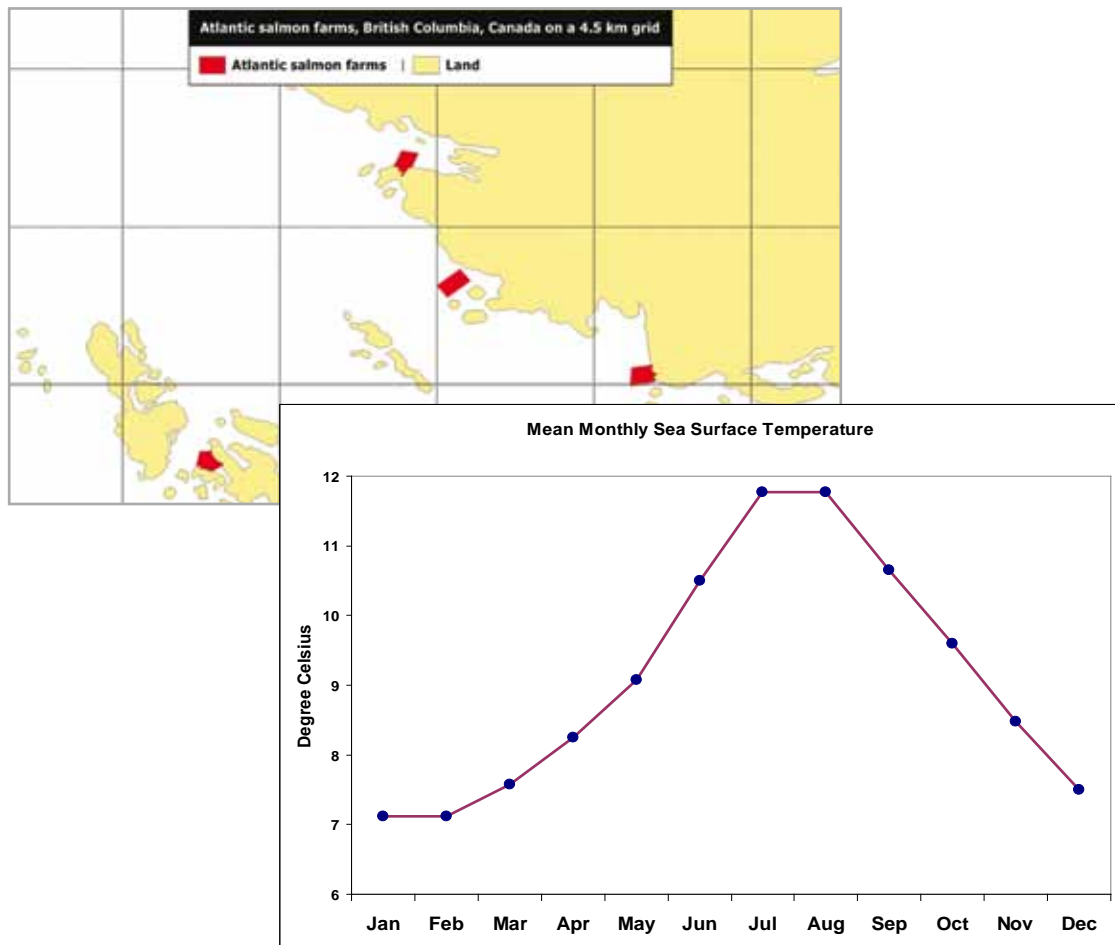 Atlantic salmon farms, British Columbia, Canada on a 4.5 km grid
Atlantic salmon farms | Land
Mean Monthly Sea Surface Temperature
12
11
10
9
8
7
6
Degree Celsius
Jan Feb Mar Apr May Jun Jul Aug Sep Oct Nov Dec